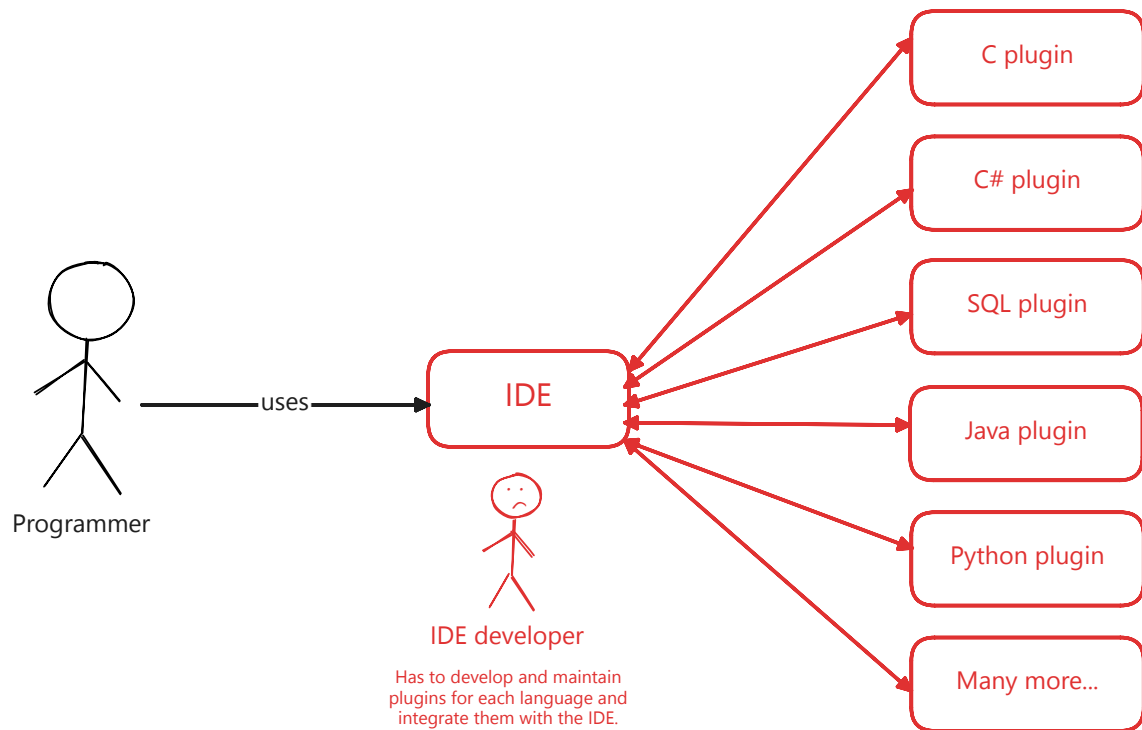 C plugin
C# plugin
SQL plugin
uses
IDE
Java plugin
Programmer
Python plugin
IDE developer
Has to develop and maintain
plugins for each language and
integrate them with the IDE.
Many more...